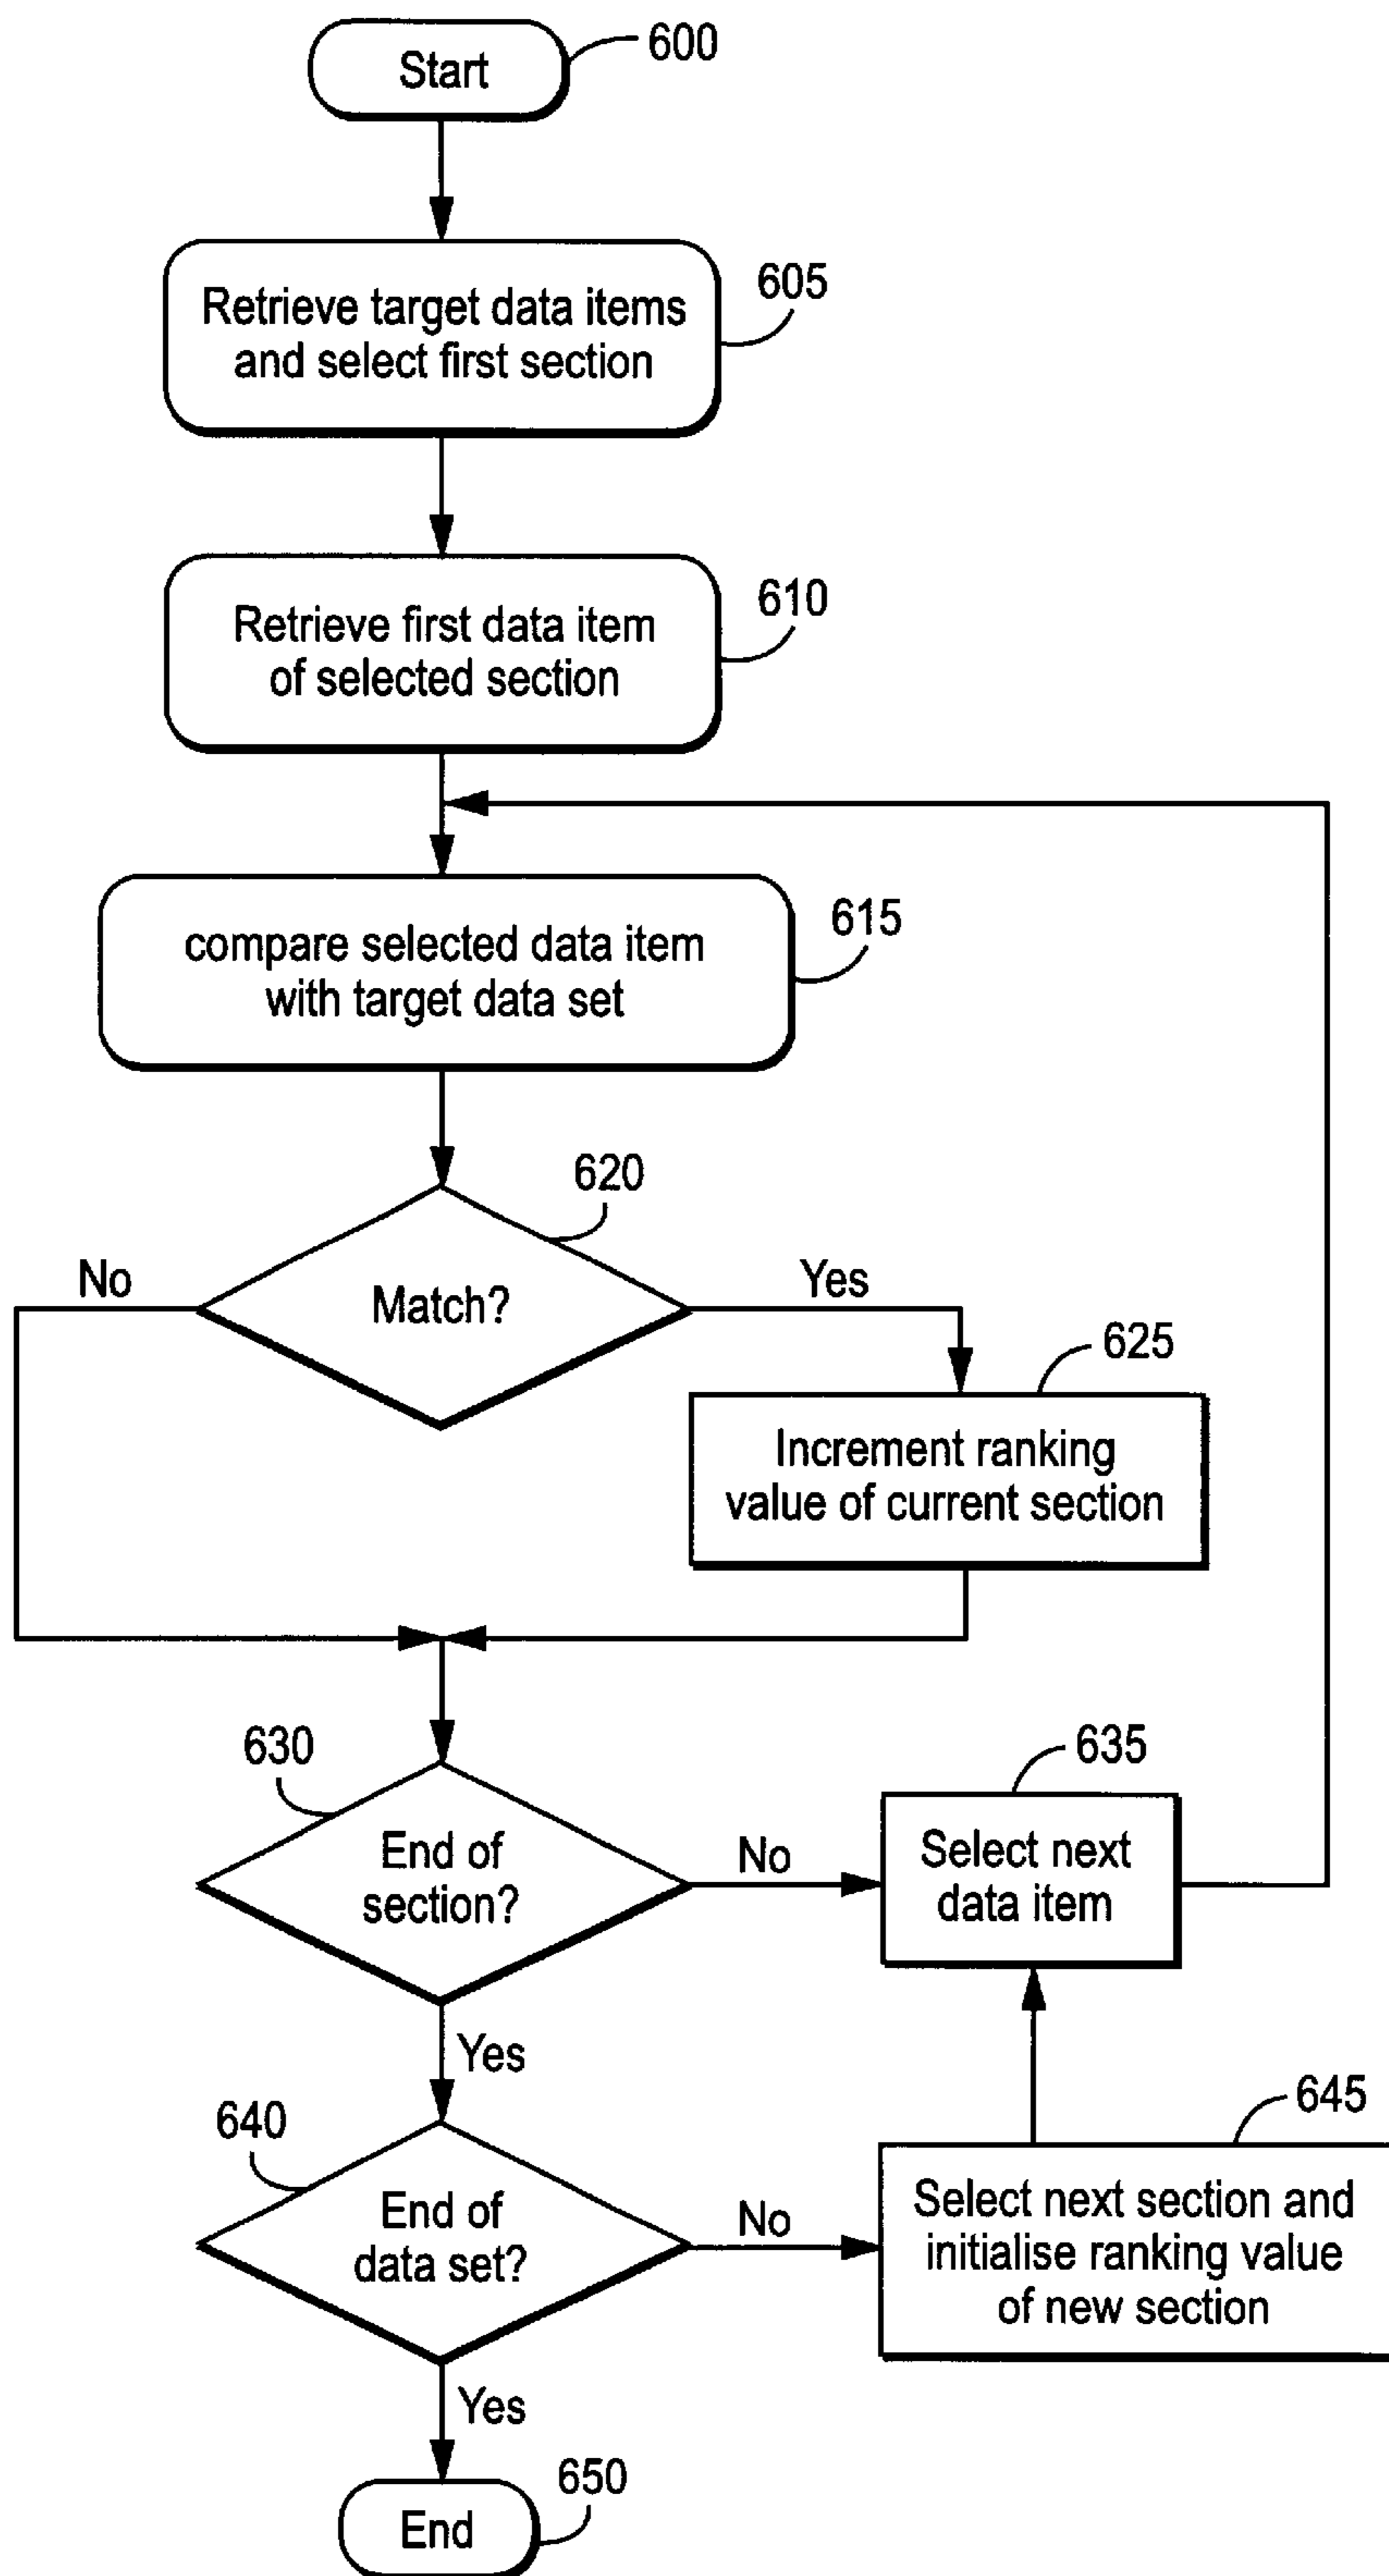 Start
600
Retrieve target data items
and select first section
605
Retrieve first data item
of selected section
610
compare selected data item
with target data set
615
620
No
Match?
Yes
625
Increment ranking
value of current section
630
End of
section?
No
635
Select next
data item
Yes
640
End of
data set?
No
645
Select next section and
initialise ranking value
of new section
Yes
End
650